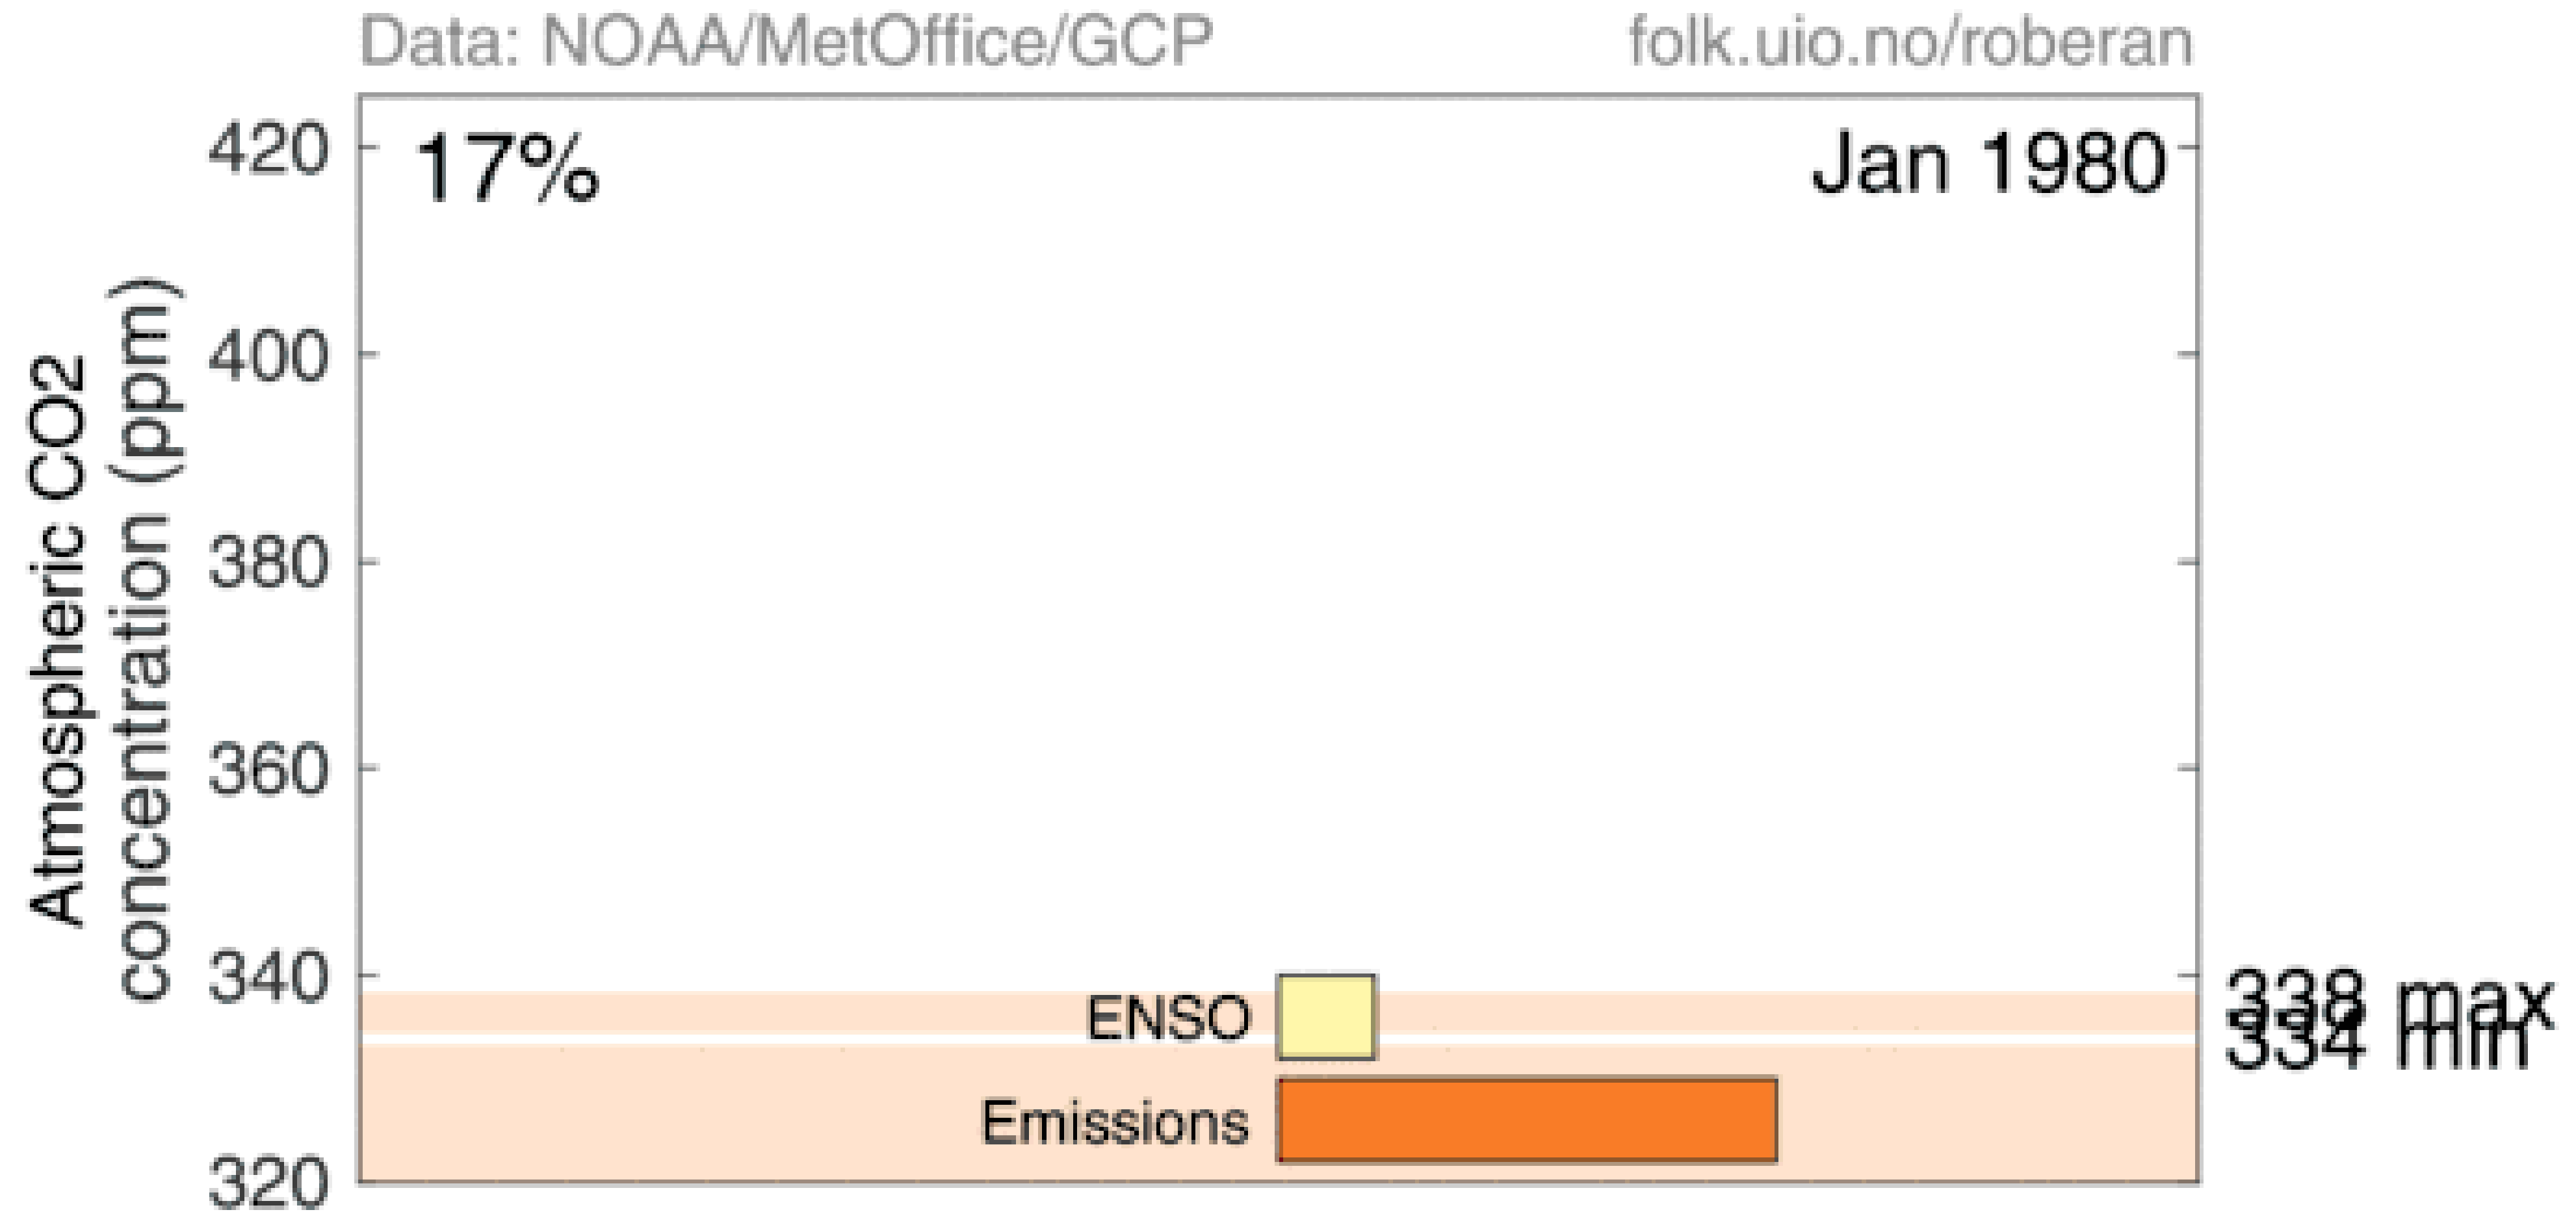 Data: NOAA/MetOffice/GCP
folk.uio.no/roberan
17%
Jan 1980
Atmospheric CO2
concentration (ppm)
420
400
380
360
340
320
ENSO
Emissions
338 max
334 min